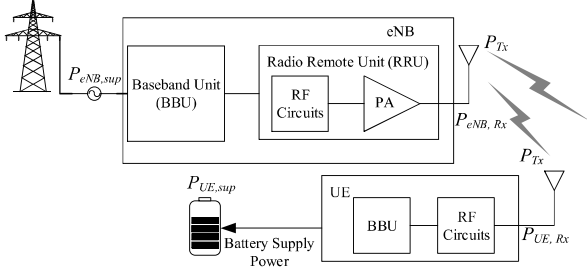 eNB
P_Tx
P_eNB,sup
Baseband Unit
(BBU)
Radio Remote Unit (RRU)
RF
Circuits
PA
P_eNB, Rx
P_Tx
P_UE,sup
UE
BBU
RF
Circuits
P_UE, Rx
Battery Supply
Power